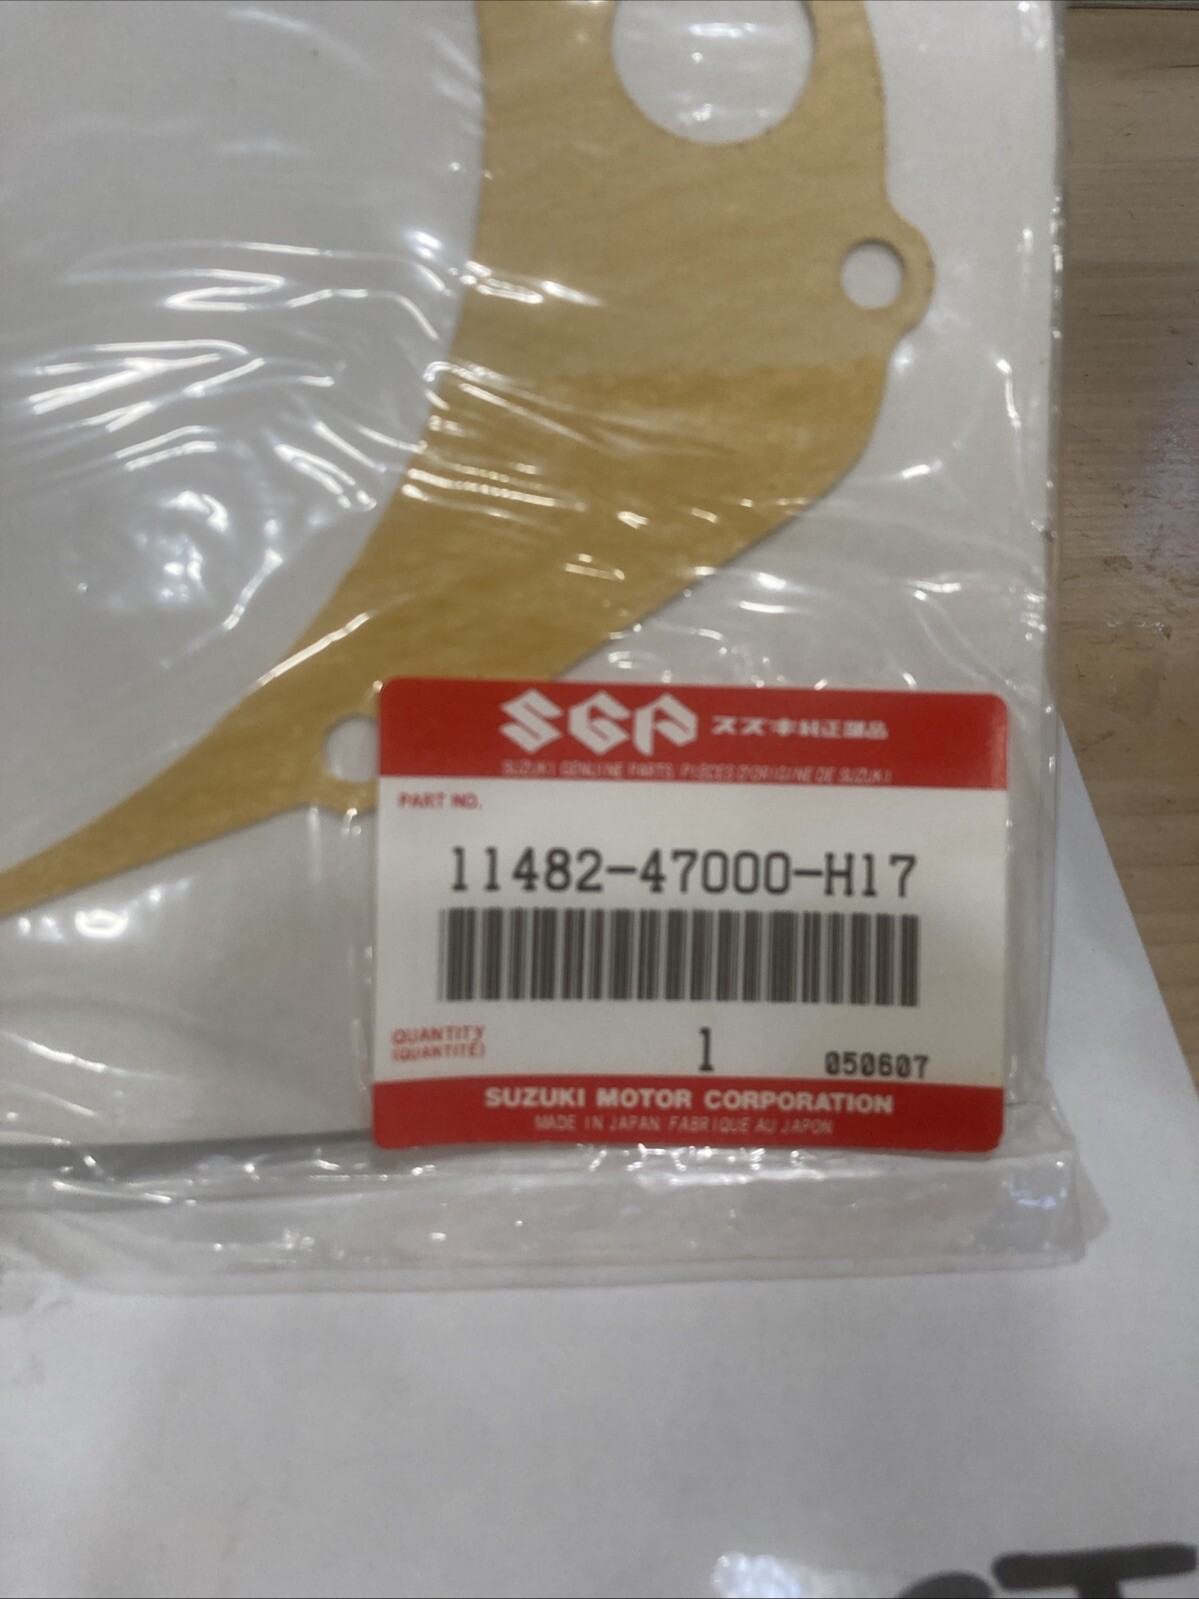 SGP スズキ純正部品
SUZUKI GENUINE PARTS PIECES D'ORIGINE DE SUZUKI
PART NO.
11482-47000-H17
QUANTITY
(QUANTITÉ)
1
050607
SUZUKI MOTOR CORPORATION
MADE IN JAPAN FABRIQUE AU JAPON